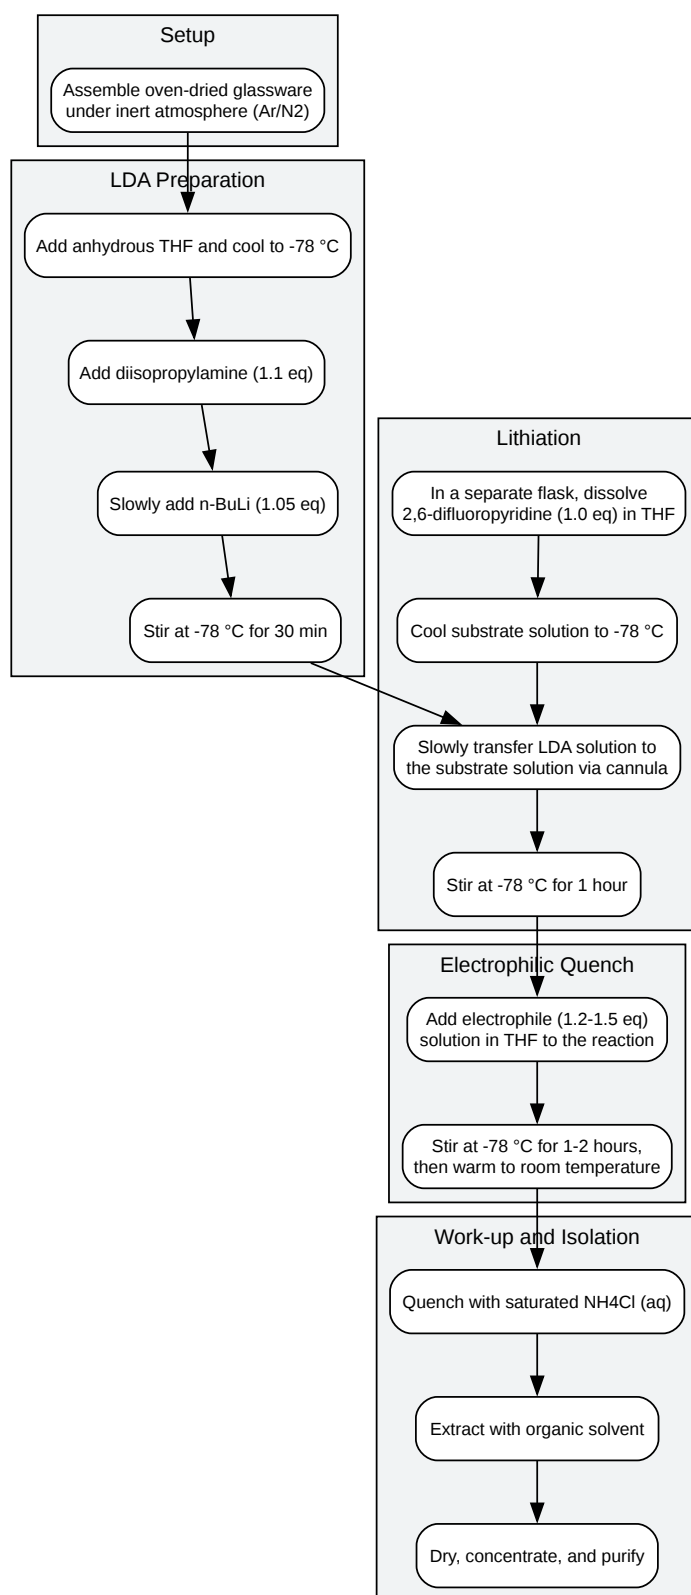 Setup
Assemble oven-dried glassware
under inert atmosphere (Ar/N2)
LDA Preparation
Add anhydrous THF and cool to -78 °C
Add diisopropylamine (1.1 eq)
Slowly add n-BuLi (1.05 eq)
Stir at -78 °C for 30 min
Lithiation
In a separate flask, dissolve
2,6-difluoropyridine (1.0 eq) in THF
Cool substrate solution to -78 °C
Slowly transfer LDA solution to
the substrate solution via cannula
Stir at -78 °C for 1 hour
Electrophilic Quench
Add electrophile (1.2-1.5 eq)
solution in THF to the reaction
Stir at -78 °C for 1-2 hours,
then warm to room temperature
Work-up and Isolation
Quench with saturated NH4Cl (aq)
Extract with organic solvent
Dry, concentrate, and purify